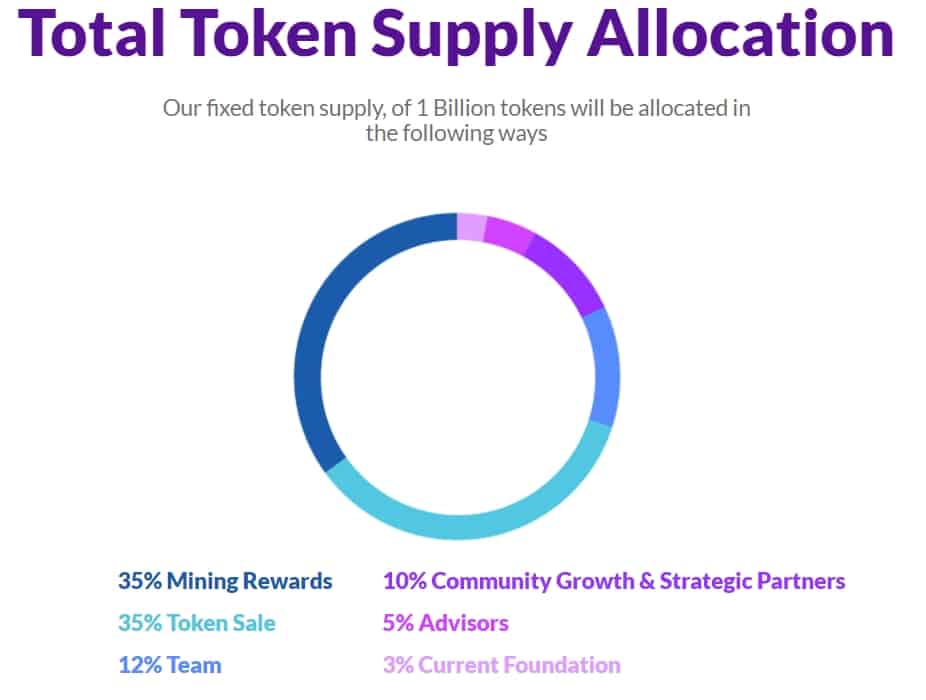 Total Token Supply Allocation
Our fixed token supply, of 1 Billion tokens will be allocated in
the following ways
35% Mining Rewards
10% Community Growth & Strategic Partners
35% Token Sale
5% Advisors
12% Team
3% Current Foundation